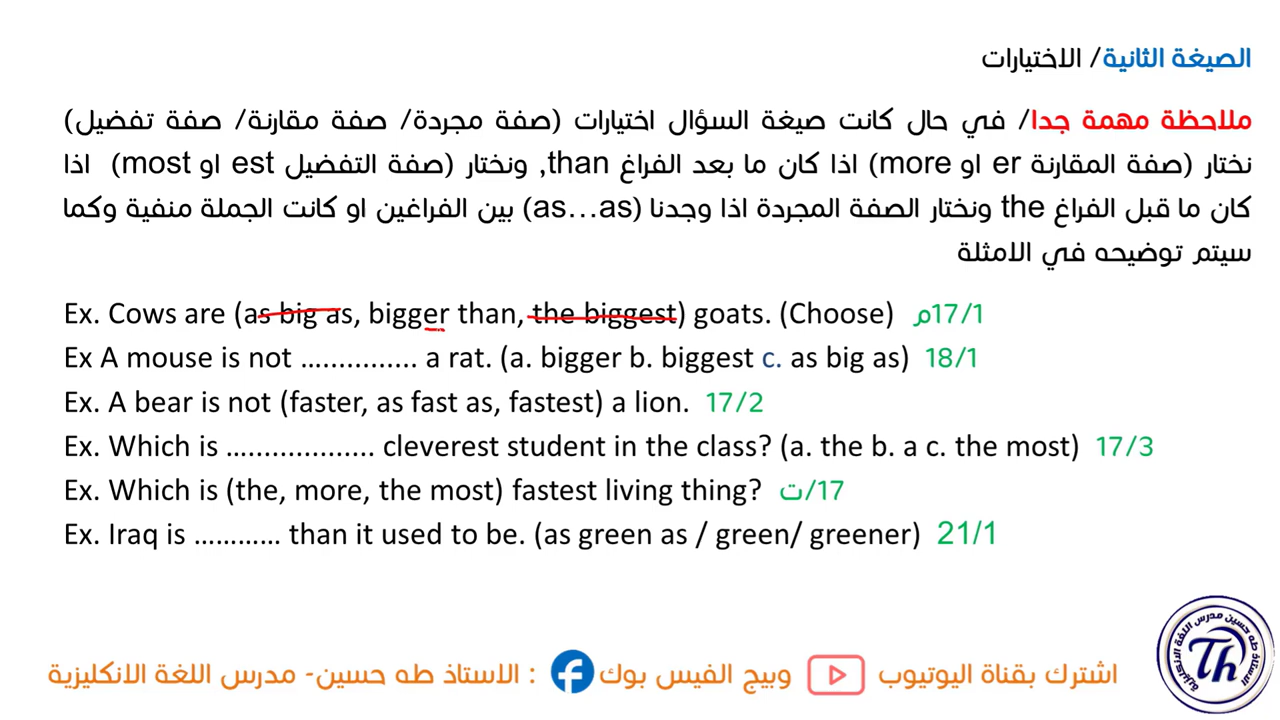 الصيغة الثانية/ الاختيارات
ملاحظة مهمة جدا/ في حال كانت صيغة السؤال اختيارات (صفة مجردة/ صفة مقارنة/ صفة تفضيل)
نختار (صفة المقارنة er او more) اذا كان ما بعد الفراغ than, ونختار (صفة التفضيل est او most) اذا
كان ما قبل الفراغ the ونختار الصفة المجردة اذا وجدنا (as...as) بين الفراغين او كانت الجملة منفية وكما
سيتم توضيحه في الامثلة
Ex. Cows are (as big as, bigger than, the biggest) goats. (Choose) 17/1م
Ex A mouse is not ............... a rat. (a. bigger b. biggest c. as big as) 18/1
Ex. A bear is not (faster, as fast as, fastest) a lion. 17/2
Ex. Which is ................... cleverest student in the class? (a. the b. a c. the most) 17/3
Ex. Which is (the, more, the most) fastest living thing? 17/ت
Ex. Iraq is ............ than it used to be. (as green as / green/ greener) 21/1
اشترك بقناة اليوتيوب وبيج الفيس بوك : الاستاذ طه حسين- مدرس اللغة الانكليزية
الاستاذ طه حسين مدرس اللغة الانكليزية
Th